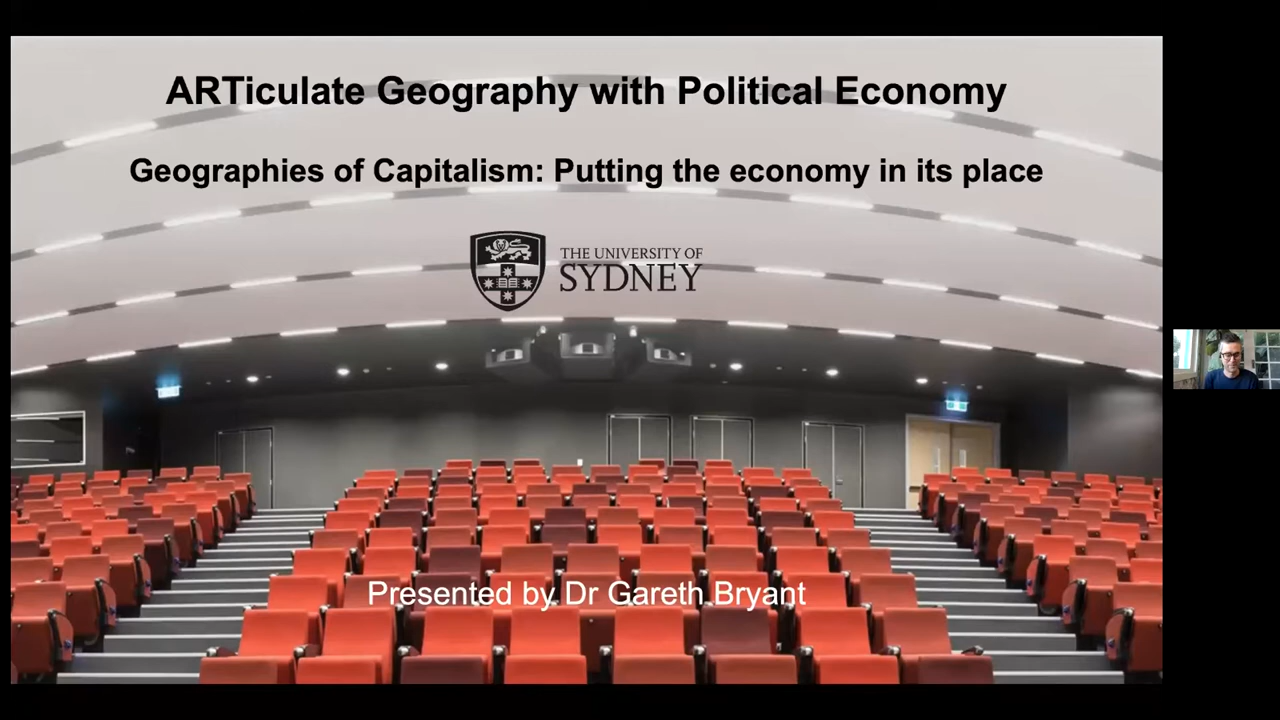 ARTiculate Geography with Political Economy
Geographies of Capitalism: Putting the economy in its place
THE UNIVERSITY OF
SYDNEY
Presented by Dr Gareth Bryant